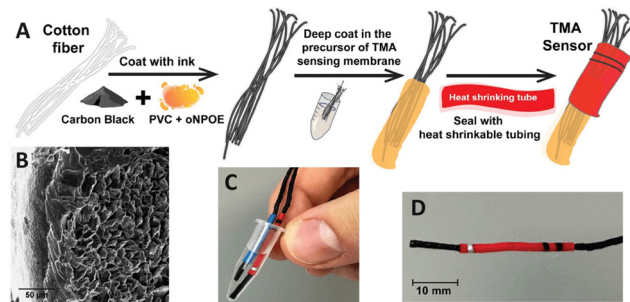 A
Cotton
fiber
Coat with ink
Carbon Black
PVC + oNPOE
Deep coat in the
precursor of TMA
sensing membrane
Heat shrinking tube
Seal with
heat shrinkable tubing
TMA
Sensor
B
50 µm
C
D
10 mm